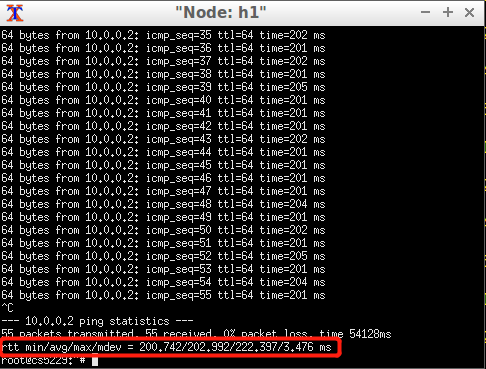 "Node: h1"
64 bytes from 10.0.0.2: icmp_seq=35 ttl=64 time=202 ms
64 bytes from 10.0.0.2: icmp_seq=36 ttl=64 time=201 ms
64 bytes from 10.0.0.2: icmp_seq=37 ttl=64 time=202 ms
64 bytes from 10.0.0.2: icmp_seq=38 ttl=64 time=201 ms
64 bytes from 10.0.0.2: icmp_seq=39 ttl=64 time=205 ms
64 bytes from 10.0.0.2: icmp_seq=40 ttl=64 time=201 ms
64 bytes from 10.0.0.2: icmp_seq=41 ttl=64 time=201 ms
64 bytes from 10.0.0.2: icmp_seq=42 ttl=64 time=201 ms
64 bytes from 10.0.0.2: icmp_seq=43 ttl=64 time=202 ms
64 bytes from 10.0.0.2: icmp_seq=44 ttl=64 time=201 ms
64 bytes from 10.0.0.2: icmp_seq=45 ttl=64 time=201 ms
64 bytes from 10.0.0.2: icmp_seq=46 ttl=64 time=201 ms
64 bytes from 10.0.0.2: icmp_seq=47 ttl=64 time=201 ms
64 bytes from 10.0.0.2: icmp_seq=48 ttl=64 time=204 ms
64 bytes from 10.0.0.2: icmp_seq=49 ttl=64 time=201 ms
64 bytes from 10.0.0.2: icmp_seq=50 ttl=64 time=202 ms
64 bytes from 10.0.0.2: icmp_seq=51 ttl=64 time=201 ms
64 bytes from 10.0.0.2: icmp_seq=52 ttl=64 time=205 ms
64 bytes from 10.0.0.2: icmp_seq=53 ttl=64 time=201 ms
64 bytes from 10.0.0.2: icmp_seq=54 ttl=64 time=204 ms
64 bytes from 10.0.0.2: icmp_seq=55 ttl=64 time=201 ms
^C
--- 10.0.0.2 ping statistics ---
55 packets transmitted, 55 received, 0% packet loss, time 54128ms
rtt min/avg/max/mdev = 200.742/202.992/222.397/3.476 ms
root@cs5229: #